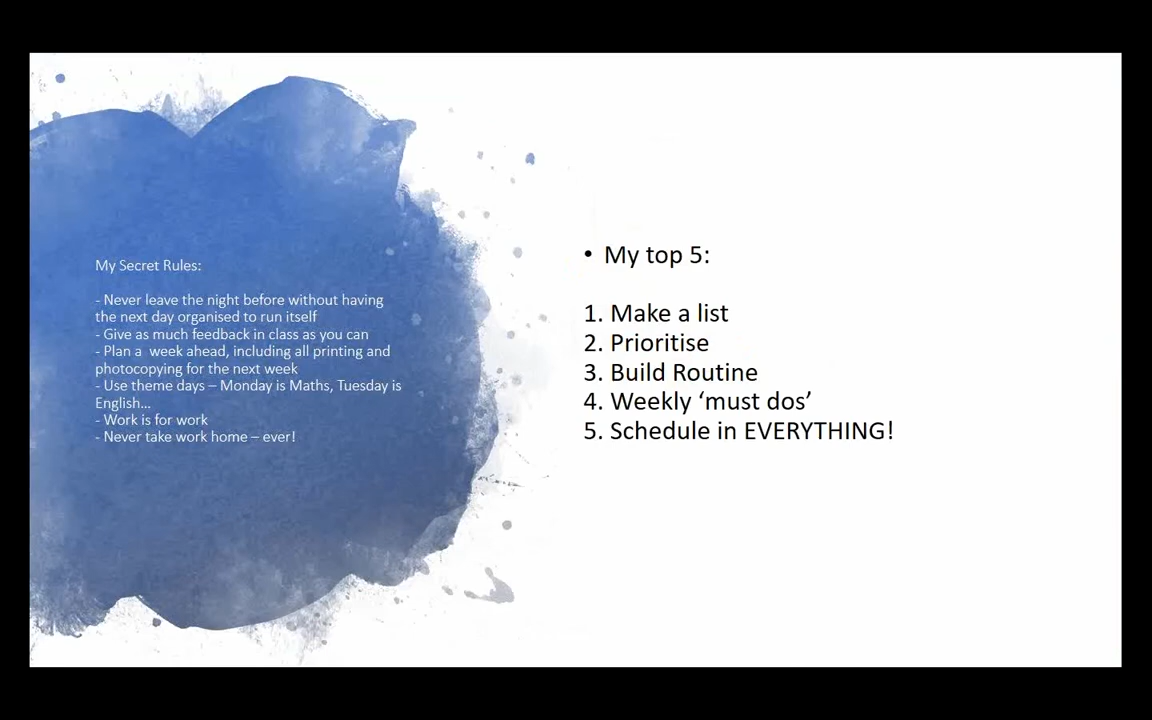 My Secret Rules:
- Never leave the night before without having
the next day organised to run itself
- Give as much feedback in class as you can
- Plan a  week ahead, including all printing and
photocopying for the next week
- Use theme days – Monday is Maths, Tuesday is
English...
- Work is for work
- Never take work home – ever!
• My top 5:
1. Make a list
2. Prioritise
3. Build Routine
4. Weekly ‘must dos’
5. Schedule in EVERYTHING!